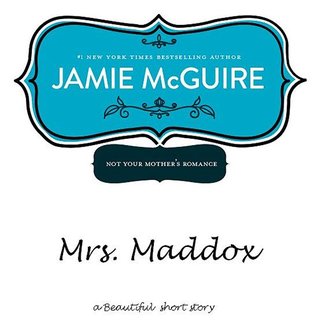 #1 NEW YORK TIMES BESTSELLING AUTHOR
JAMIE McGUIRE
NOT YOUR MOTHER'S ROMANCE
Mrs. Maddox
a Beautiful short story